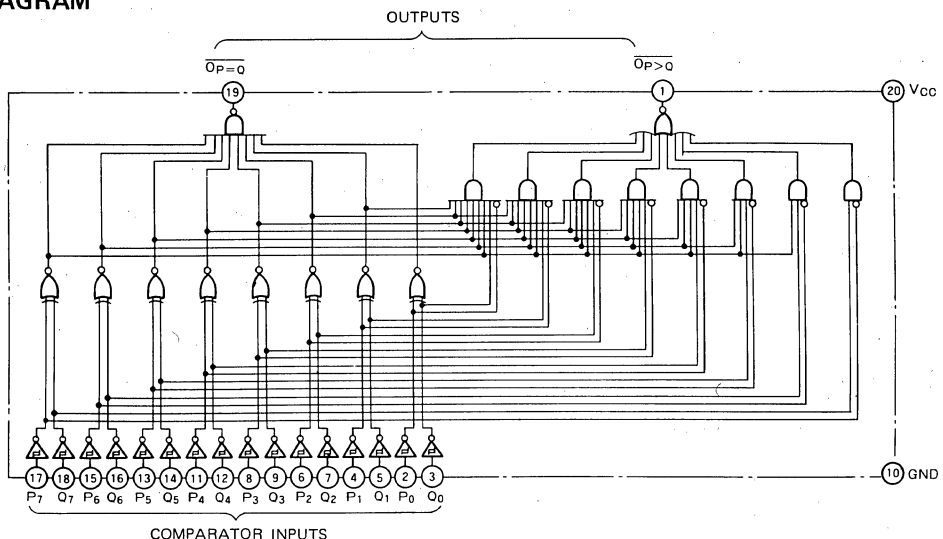 AGRAM
OUTPUTS
OP=Q OP>Q
19 1 20 VCC
17 18 15 16 13 14 11 12 8 9 6 7 4 5 2 3 10 GND
P7 Q7 P6 Q6 P5 Q5 P4 Q4 P3 Q3 P2 Q2 P1 Q1 P0 Q0
COMPARATOR INPUTS